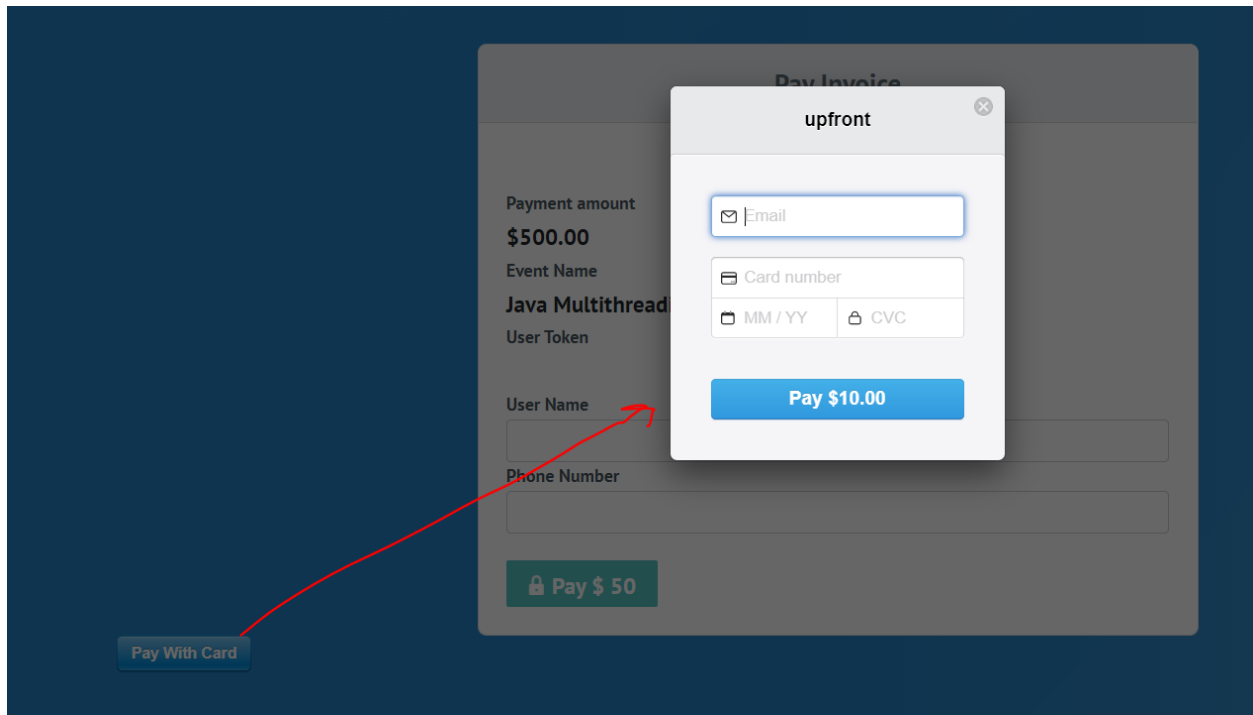 Pay Invoice
upfront
Payment amount
$500.00
Event Name
Java Multithreadi
User Token
User Name
Phone Number
Pay $ 50
Email
Card number
MM / YY
CVC
Pay $10.00
Pay With Card